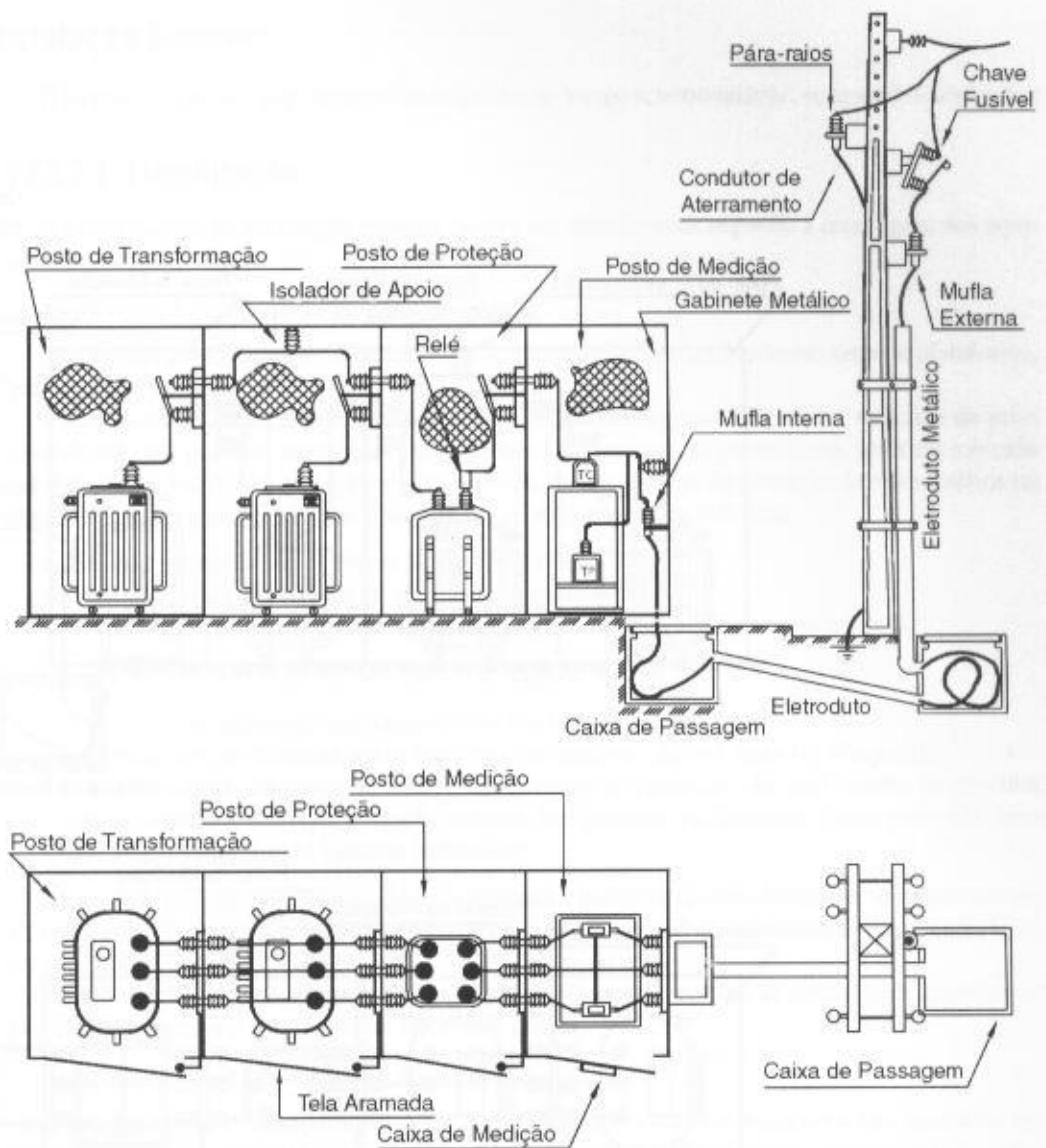 Pára-raios
Chave
Fusível
Condutor de
Aterramento
Posto de Transformação
Posto de Proteção
Isolador de Apoio
Posto de Medição
Gabinete Metálico
Mufla
Externa
Relé
Mufla Interna
Eletroduto Metálico
TC
TP
Eletroduto
Caixa de Passagem
Posto de Medição
Posto de Proteção
Posto de Transformação
Caixa de Passagem
Tela Aramada
Caixa de Medição